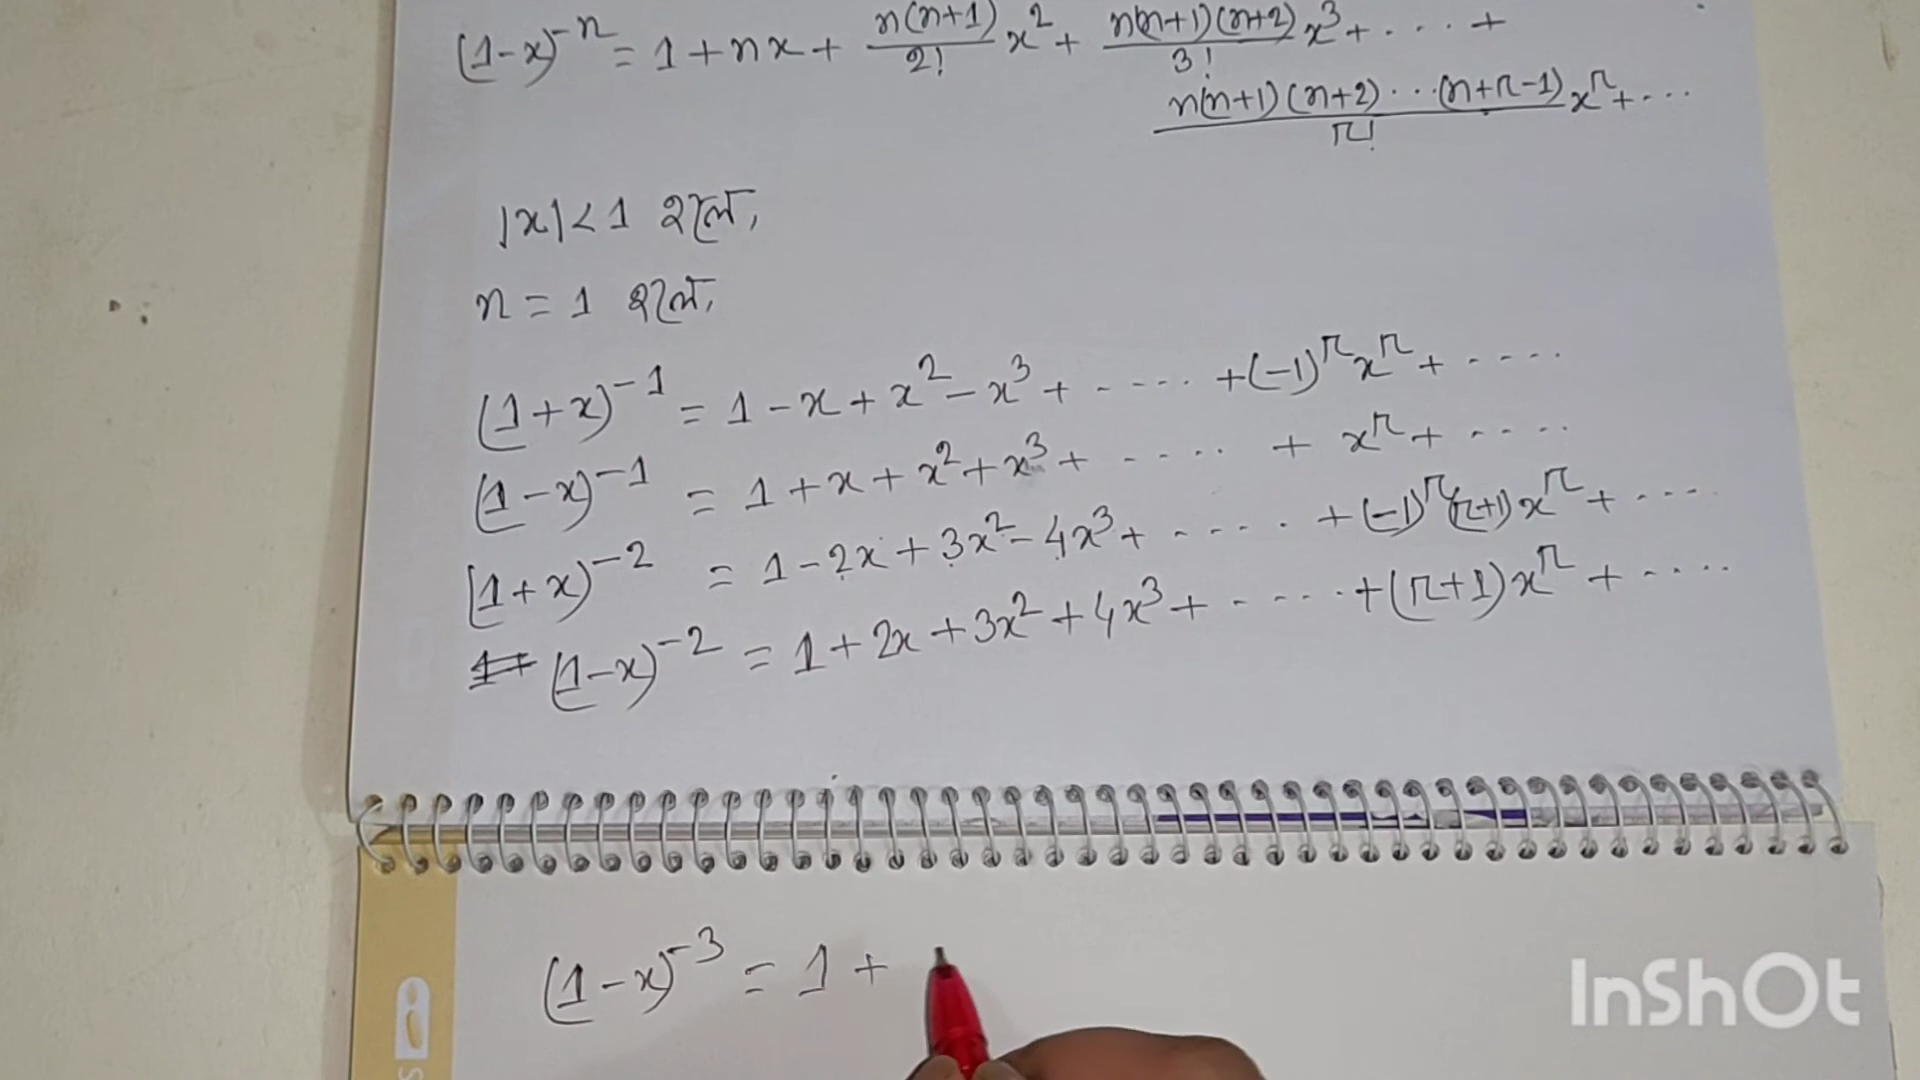 (1-x)^-n = 1 + nx + n(n+1)/2! x^2 + n(n+1)(n+2)/3! x^3 + .... +
n(n+1)(n+2)...(n+r-1)/r! x^r + ...
|x| < 1 হলে,
n = 1 হলে,
(1+x)^-1 = 1 - x + x^2 - x^3 + ..... + (-1)^r x^r + ....
(1-x)^-1 = 1 + x + x^2 + x^3 + ..... + x^r + ....
(1+x)^-2 = 1 - 2x + 3x^2 - 4x^3 + ..... + (-1)^r (r+1) x^r + ....
(1-x)^-2 = 1 + 2x + 3x^2 + 4x^3 + ..... + (r+1) x^r + ....
(1-x)^-3 = 1 +
InShOt